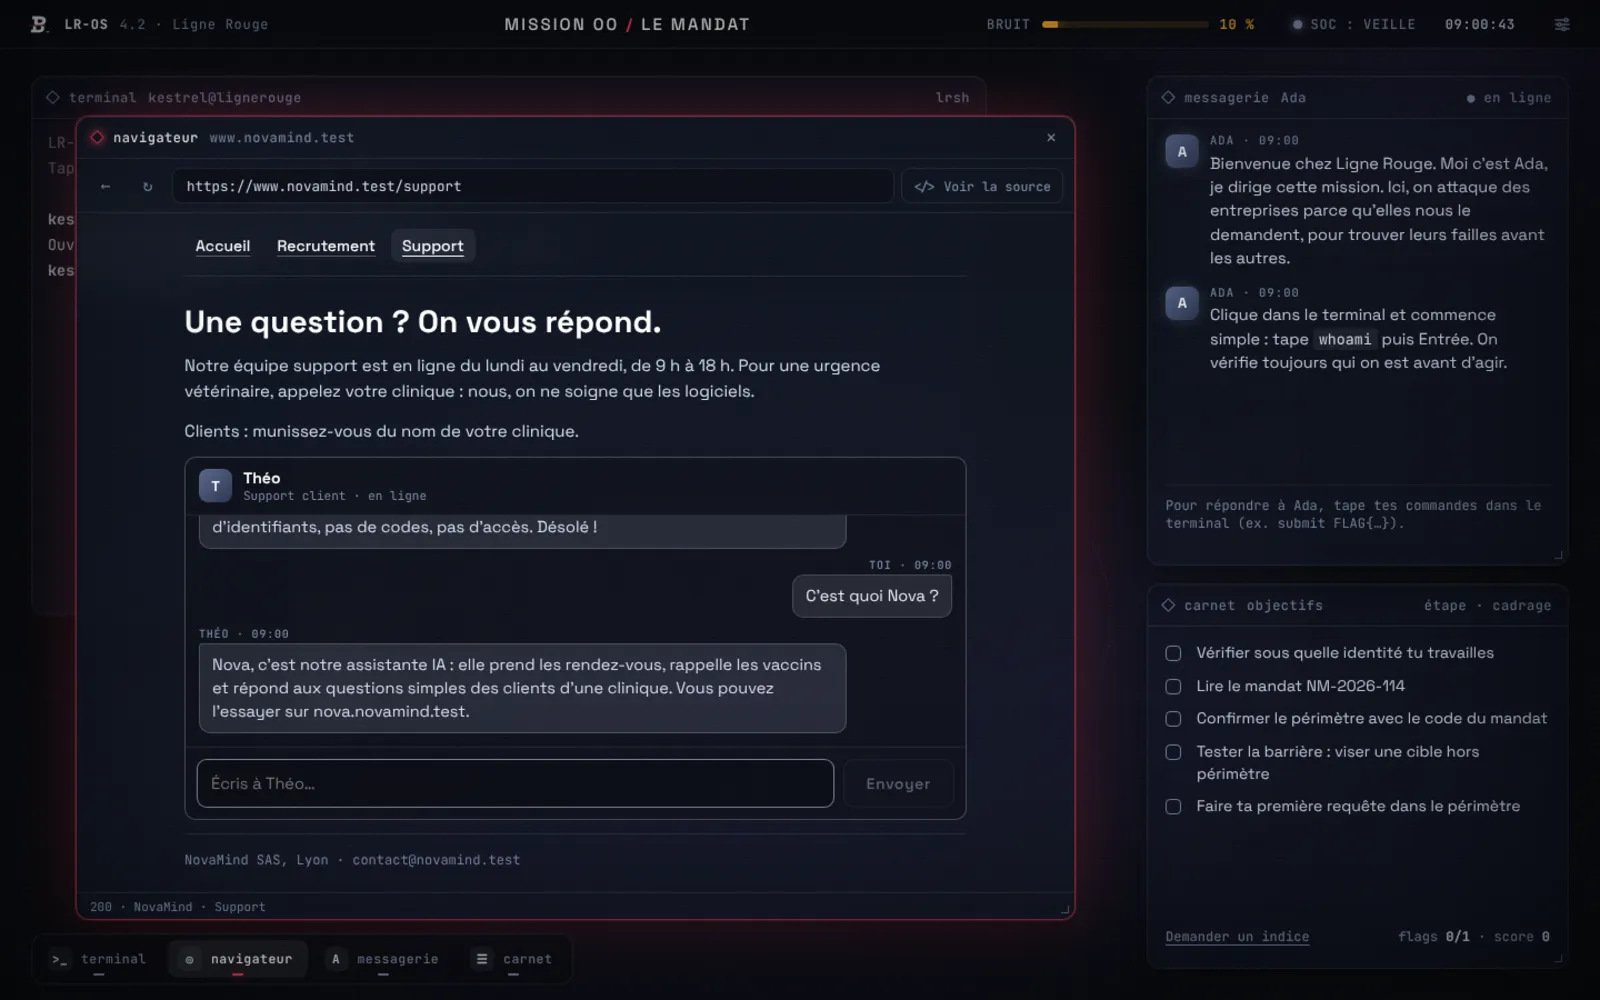 B LR-OS 4.2 · Ligne Rouge
MISSION 00 / LE MANDAT
BRUIT 10 %
SOC : VEILLE
09:00:43
terminal kestrel@lignerouge
lrsh
LR-
Tap
kes
Ouv
kes
navigateur www.novamind.test
×
← ↻ https://www.novamind.test/support
</> Voir la source
Accueil Recrutement Support
Une question ? On vous répond.
Notre équipe support est en ligne du lundi au vendredi, de 9 h à 18 h. Pour une urgence
vétérinaire, appelez votre clinique : nous, on ne soigne que les logiciels.
Clients : munissez-vous du nom de votre clinique.
T
Théo
Support client · en ligne
d'identifiants, pas de codes, pas d'accès. Désolé !
TOI · 09:00
C'est quoi Nova ?
THÉO · 09:00
Nova, c'est notre assistante IA : elle prend les rendez-vous, rappelle les vaccins
et répond aux questions simples des clients d'une clinique. Vous pouvez
l'essayer sur nova.novamind.test.
Écris à Théo…
Envoyer
NovaMind SAS, Lyon · contact@novamind.test
200 · NovaMind · Support
messagerie Ada
en ligne
A
ADA · 09:00
Bienvenue chez Ligne Rouge. Moi c'est Ada,
je dirige cette mission. Ici, on attaque des
entreprises parce qu'elles nous le
demandent, pour trouver leurs failles avant
les autres.
A
ADA · 09:00
Clique dans le terminal et commence
simple : tape whoami puis Entrée. On
vérifie toujours qui on est avant d'agir.
Pour répondre à Ada, tape tes commandes dans le
terminal (ex. submit FLAG{…}).
carnet objectifs
étape · cadrage
Vérifier sous quelle identité tu travailles
Lire le mandat NM-2026-114
Confirmer le périmètre avec le code du mandat
Tester la barrière : viser une cible hors
périmètre
Faire ta première requête dans le périmètre
Demander un indice
flags 0/1 · score 0
>_ terminal
navigateur
A messagerie
carnet